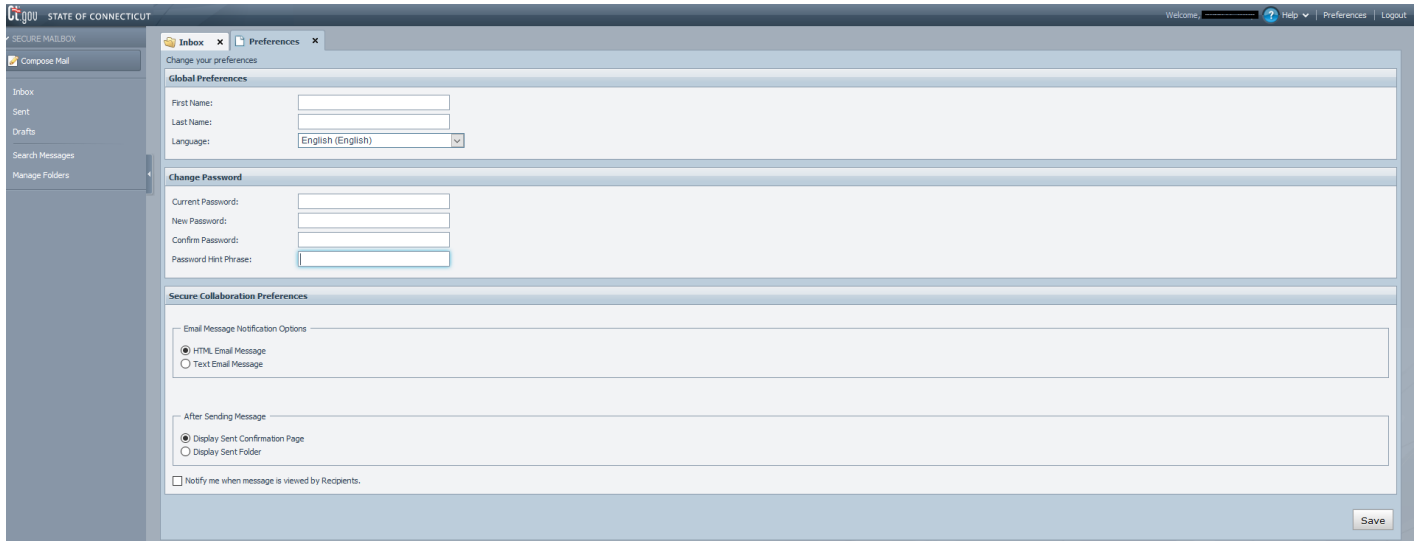 Ct.gov STATE OF CONNECTICUT
Welcome, ? Help | Preferences | Logout
SECURE MAILBOX
Compose Mail
Inbox
Sent
Drafts
Search Messages
Manage Folders
Inbox x Preferences x
Change your preferences
Global Preferences
First Name:
Last Name:
Language: English (English)
Change Password
Current Password:
New Password:
Confirm Password:
Password Hint Phrase:
Secure Collaboration Preferences
Email Message Notification Options
HTML Email Message
Text Email Message
After Sending Message
Display Sent Confirmation Page
Display Sent Folder
Notify me when message is viewed by Recipients.
Save